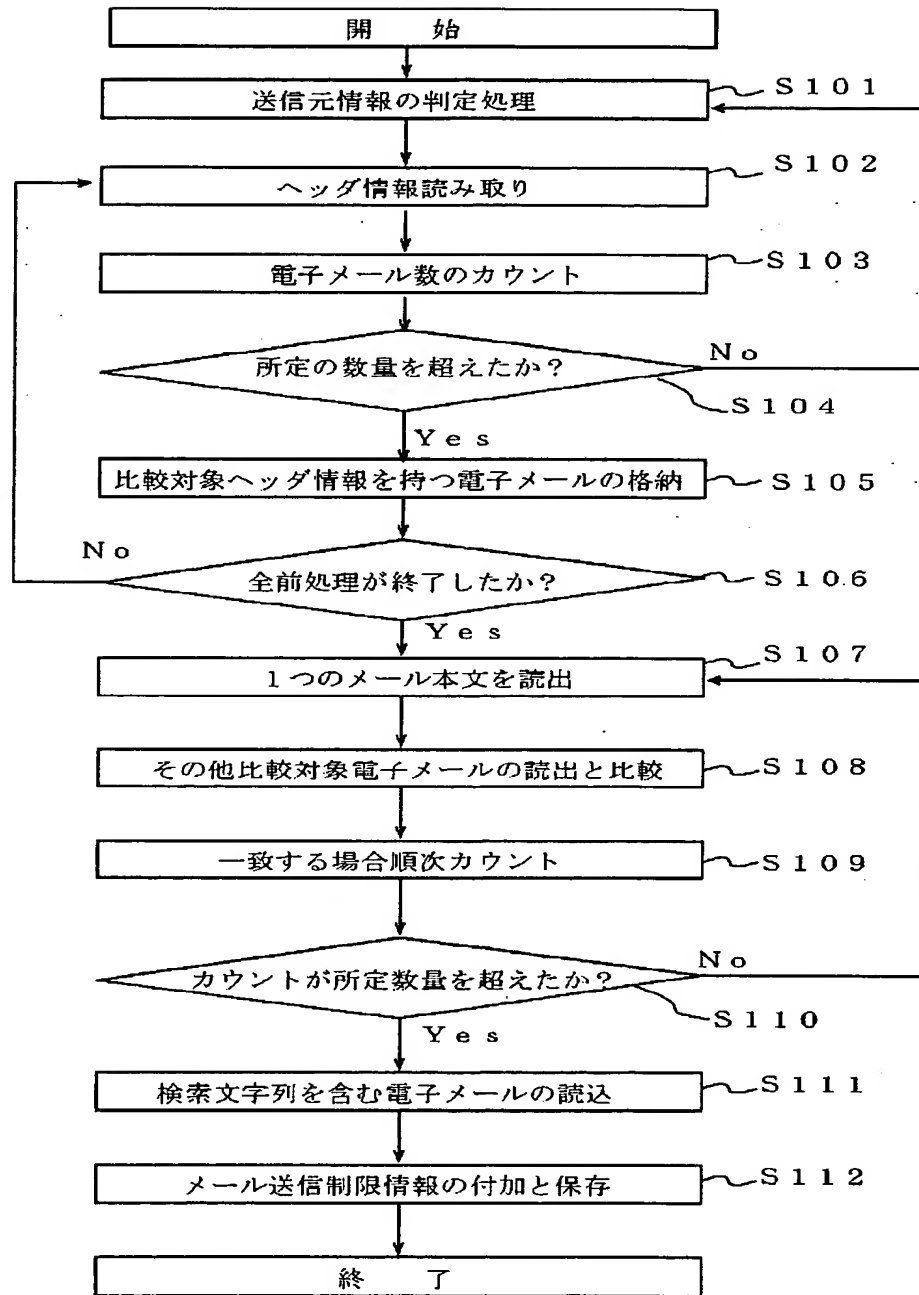 開　始
送信元情報の判定処理
S101
ヘッダ情報読み取り
S102
電子メール数のカウント
S103
所定の数量を超えたか？
No
S104
Yes
比較対象ヘッダ情報を持つ電子メールの格納
S105
No
全前処理が終了したか？
S106
Yes
1つのメール本文を読出
S107
その他比較対象電子メールの読出と比較
S108
一致する場合順次カウント
S109
カウントが所定数量を超えたか？
No
S110
Yes
検索文字列を含む電子メールの読込
S111
メール送信制限情報の付加と保存
S112
終　了